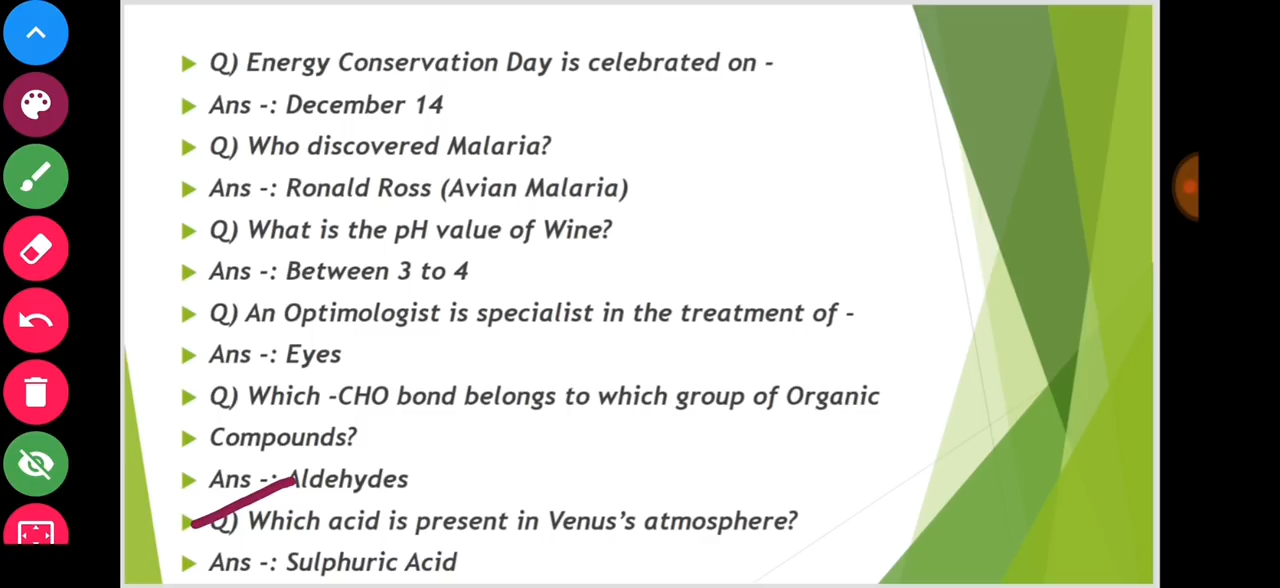 Q) Energy Conservation Day is celebrated on -
Ans -: December 14
Q) Who discovered Malaria?
Ans -: Ronald Ross (Avian Malaria)
Q) What is the pH value of Wine?
Ans -: Between 3 to 4
Q) An Optimologist is specialist in the treatment of -
Ans -: Eyes
Q) Which -CHO bond belongs to which group of Organic
Compounds?
Ans -: Aldehydes
Q) Which acid is present in Venus's atmosphere?
Ans -: Sulphuric Acid